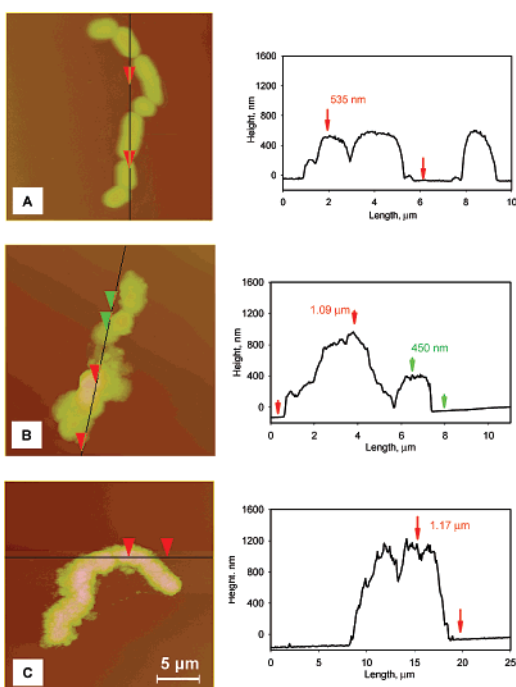 1600
1200
800
400
0
Height, nm
535 nm
0 2 4 6 8 10
Length, µm
A
1600
1200
800
400
0
Height, nm
1.09 µm
450 nm
0 2 4 6 8 10
Length, µm
B
1600
1200
800
400
0
Height, nm
1.17 µm
0 5 10 15 20 25
Length, µm
C
5 µm